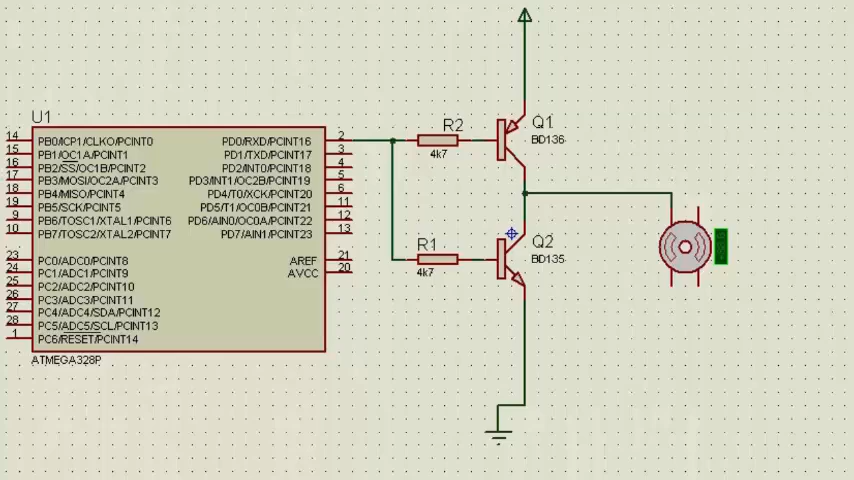 U1
14 PB0/ICP1/CLKO/PCINT0 PD0/RXD/PCINT16 2
15 PB1/OC1A/PCINT1 PD1/TXD/PCINT17 3
16 PB2/SS/OC1B/PCINT2 PD2/INT0/PCINT18 4
17 PB3/MOSI/OC2A/PCINT3 PD3/INT1/OC2B/PCINT19 5
18 PB4/MISO/PCINT4 PD4/T0/XCK/PCINT20 6
19 PB5/SCK/PCINT5 PD5/T1/OC0B/PCINT21 11
9 PB6/TOSC1/XTAL1/PCINT6 PD6/AIN0/OC0A/PCINT22 12
10 PB7/TOSC2/XTAL2/PCINT7 PD7/AIN1/PCINT23 13
23 PC0/ADC0/PCINT8 AREF 21
24 PC1/ADC1/PCINT9 AVCC 20
25 PC2/ADC2/PCINT10
26 PC3/ADC3/PCINT11
27 PC4/ADC4/SDA/PCINT12
28 PC5/ADC5/SCL/PCINT13
1 PC6/RESET/PCINT14
ATMEGA328P
R2
4k7
Q1
BD136
R1
4k7
Q2
BD135